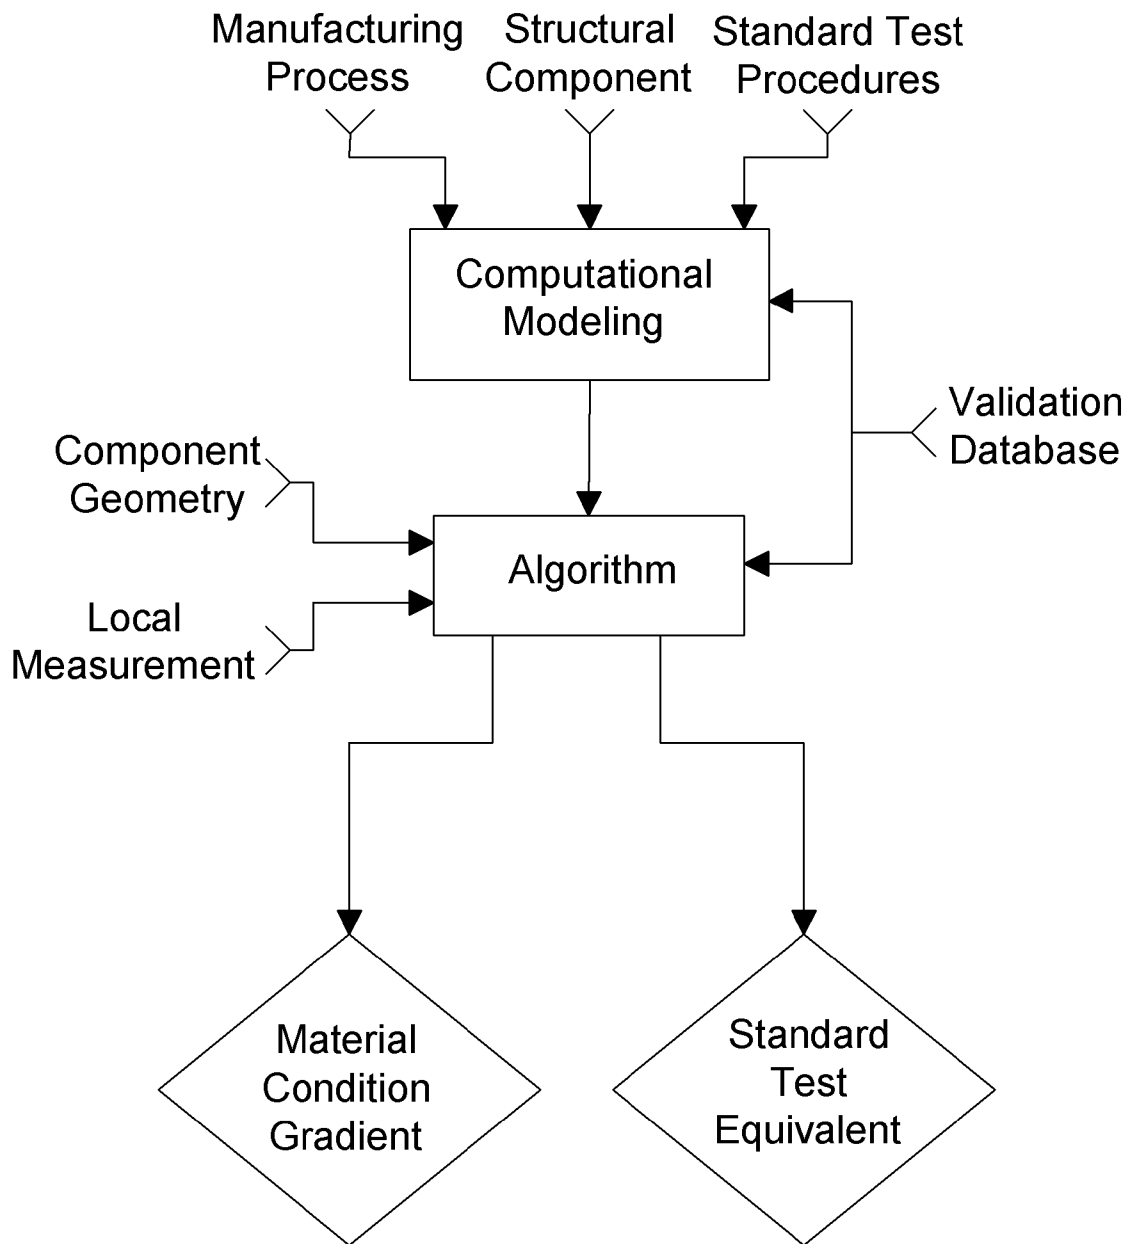 Manufacturing
Process
Structural
Component
Standard Test
Procedures
Computational
Modeling
Validation
Database
Component
Geometry
Algorithm
Local
Measurement
Material
Condition
Gradient
Standard
Test
Equivalent